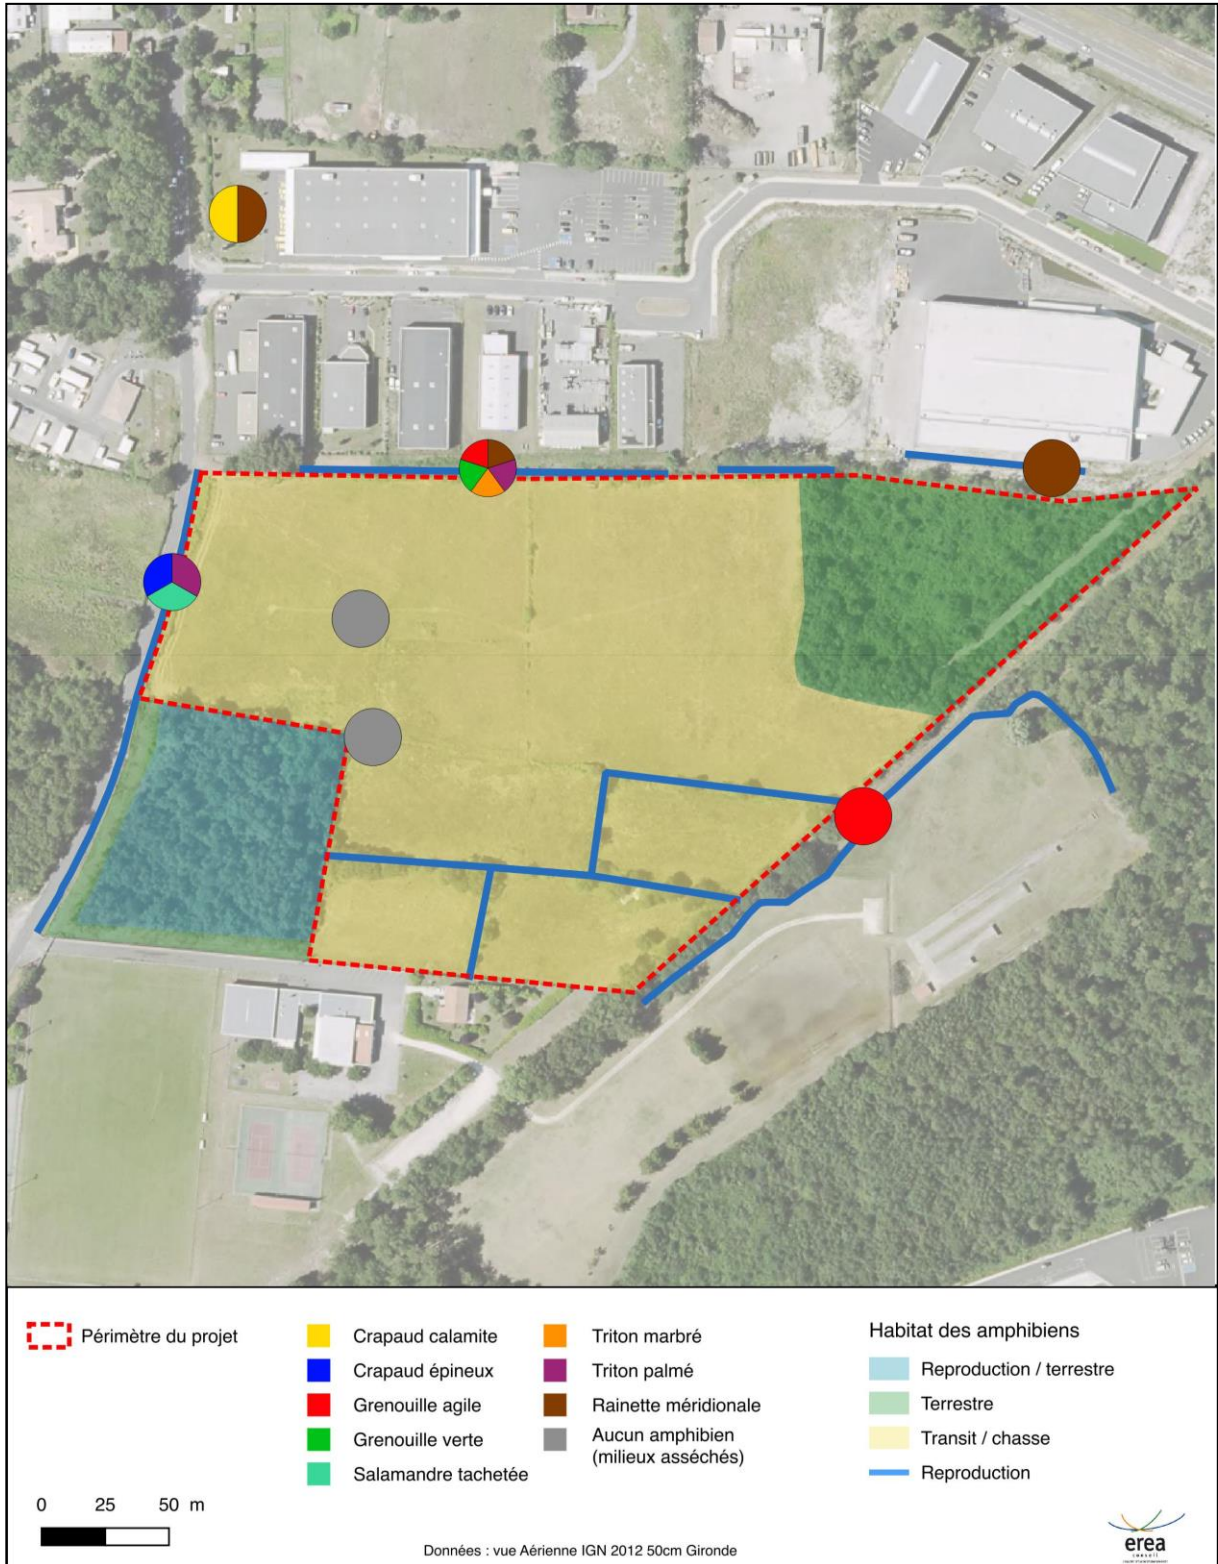 Périmètre du projet
Crapaud calamite
Crapaud épineux
Grenouille agile
Grenouille verte
Salamandre tachetée
Triton marbré
Triton palmé
Rainette méridionale
Aucun amphibien
(milieux asséchés)
Habitat des amphibiens
Reproduction / terrestre
Terrestre
Transit / chasse
Reproduction
0 25 50 m
Données : vue Aérienne IGN 2012 50cm Gironde
erea
conseil